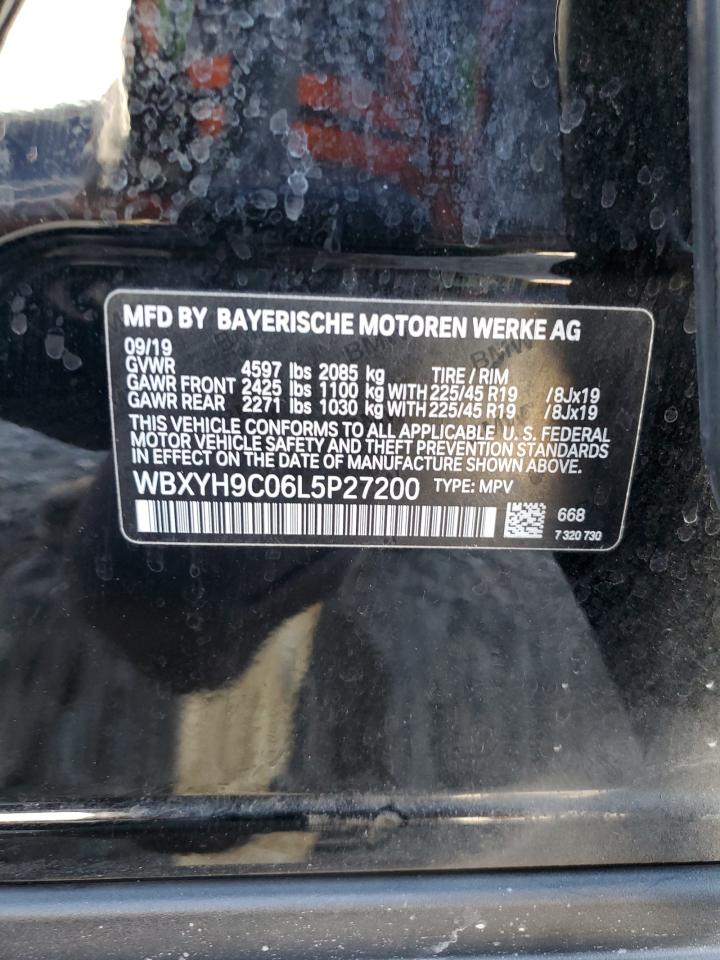 MFD BY BAYERISCHE MOTOREN WERKE AG
09/19
GVWR 4597 lbs 2085 kg TIRE / RIM
GAWR FRONT 2425 lbs 1100 kg WITH 225/45 R19 /8Jx19
GAWR REAR 2271 lbs 1030 kg WITH 225/45 R19 /8Jx19
THIS VEHICLE CONFORMS TO ALL APPLICABLE U. S. FEDERAL
MOTOR VEHICLE SAFETY AND THEFT PREVENTION STANDARDS
EFFECT ON THE DATE OF MANUFACTURE SHOWN ABOVE.
WBXYH9C06L5P27200 TYPE: MPV
668
7 320 730